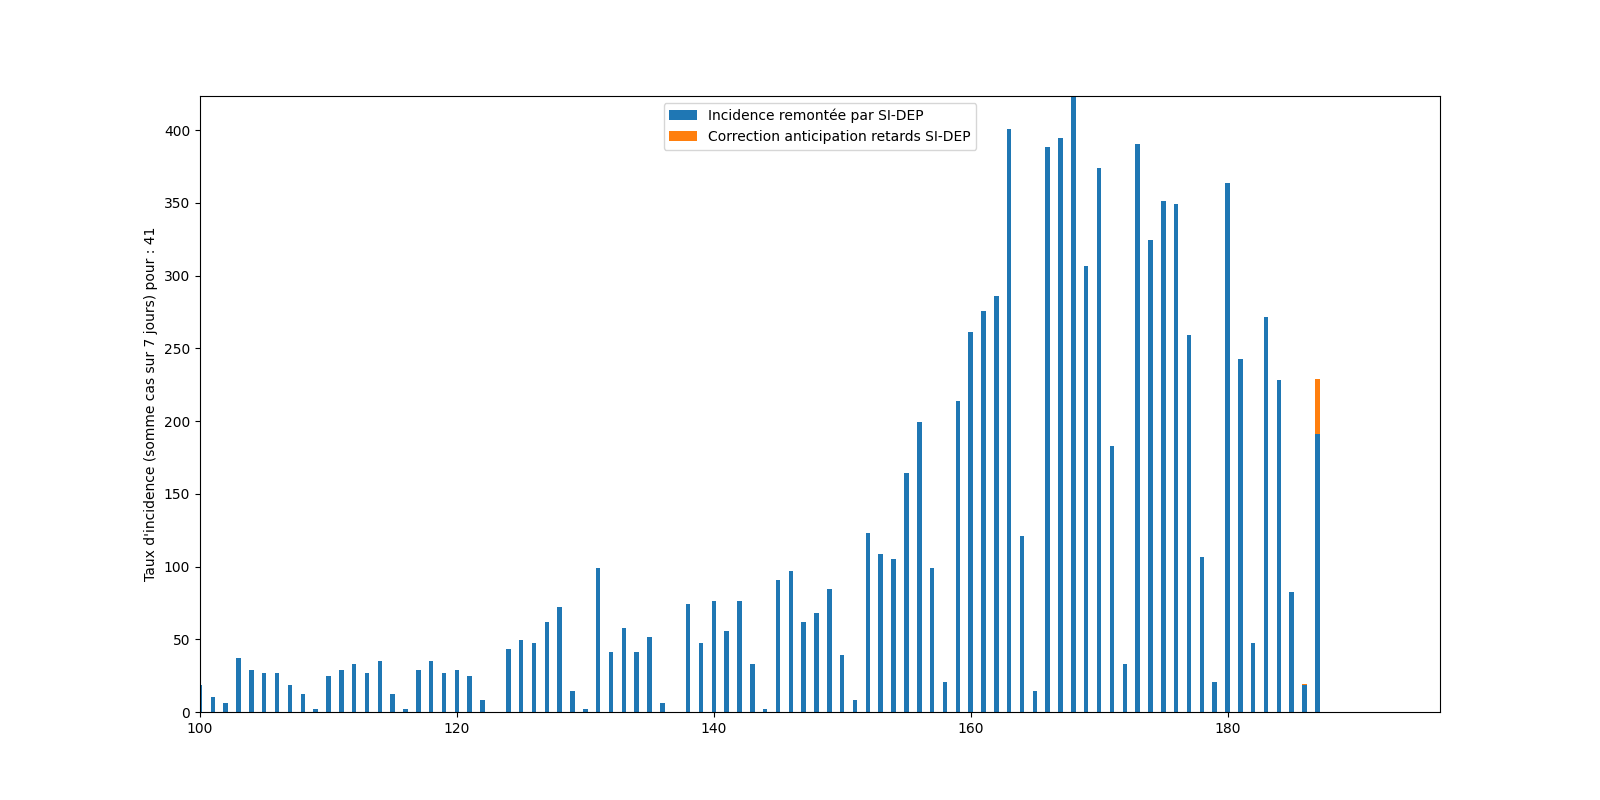 Incidence remontée par SI-DEP
Correction anticipation retards SI-DEP
Taux d'incidence (somme cas sur 7 jours) pour : 41
400
350
300
250
200
150
100
50
0
100 120 140 160 180